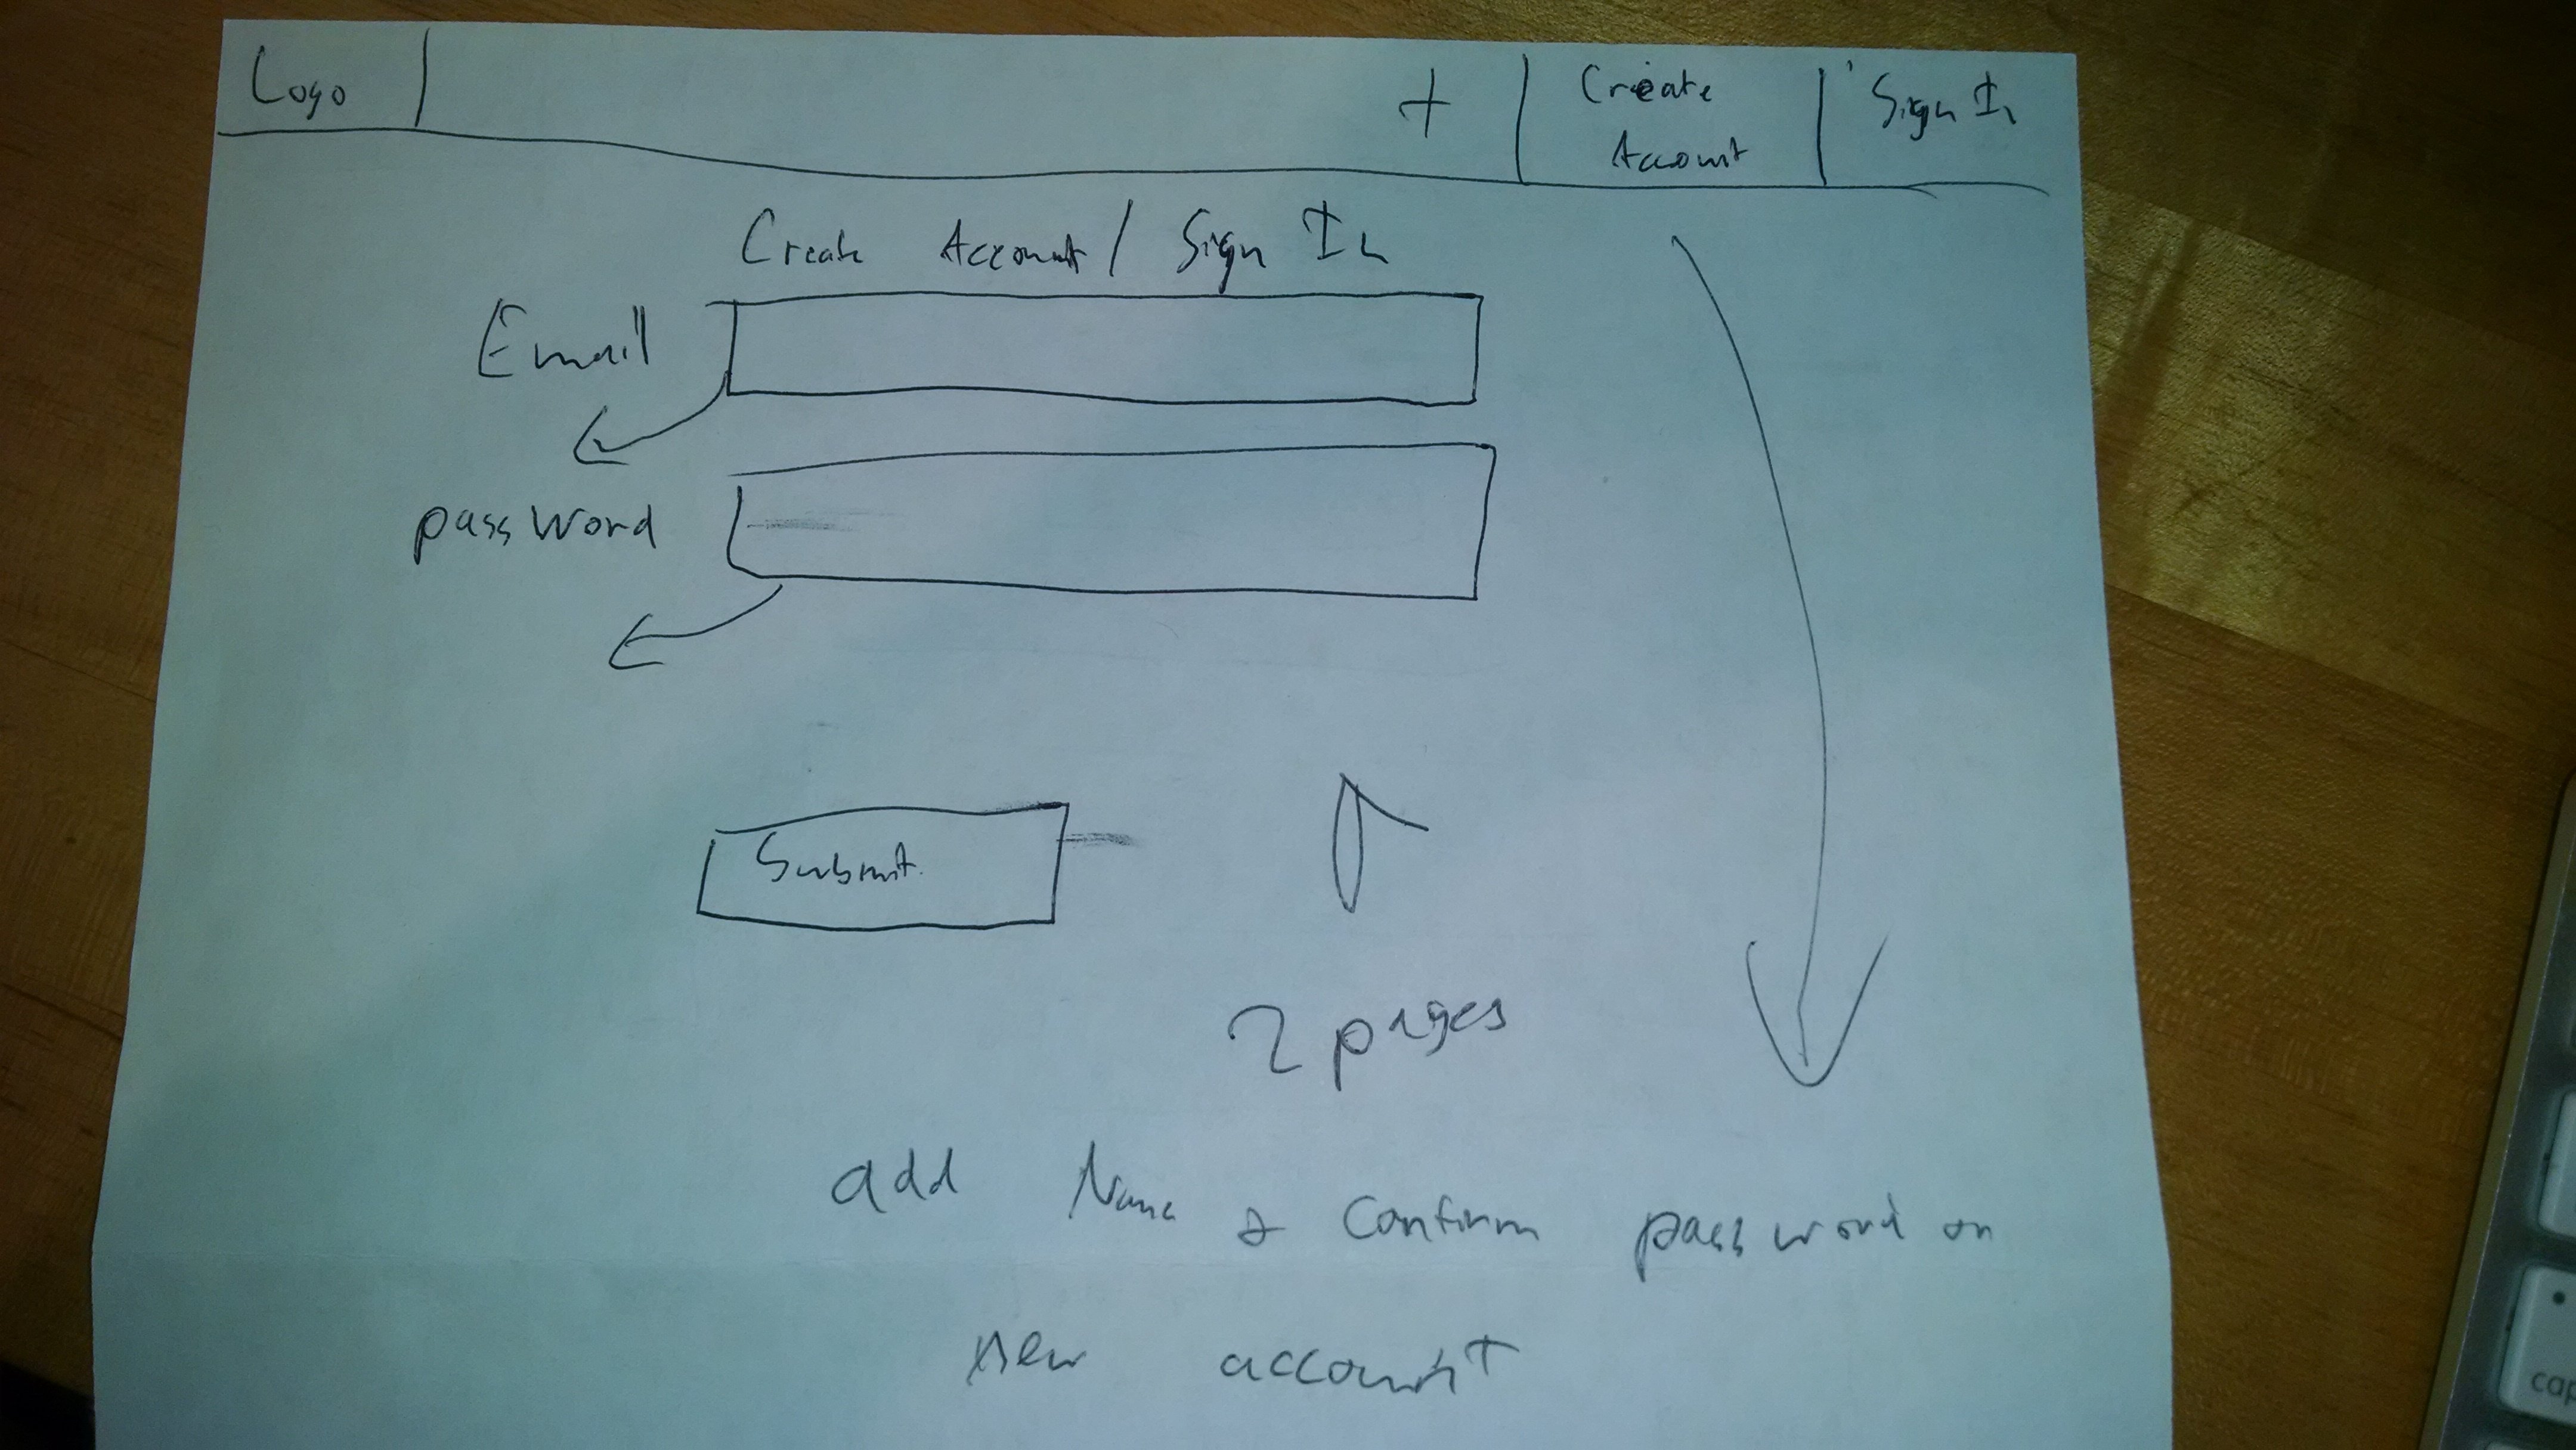 Logo
+
Create
Account
Sign In
Create Account / Sign In
Email
password
Submit
2 pages
add Name & Confirm password on
new account
cap